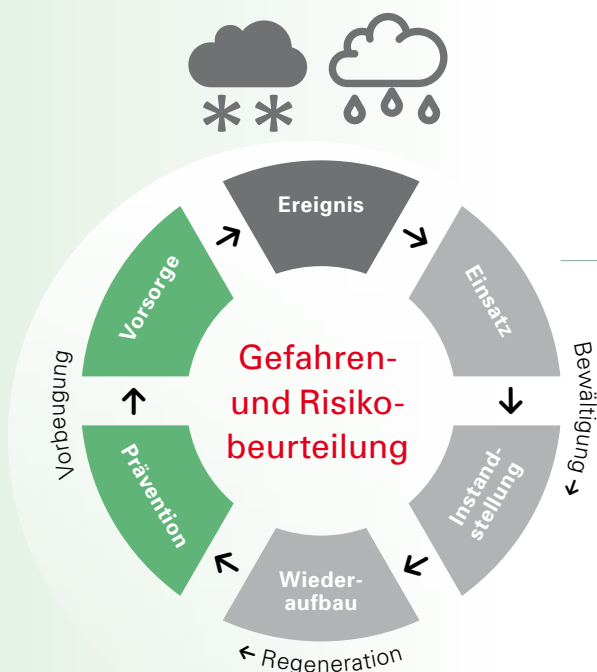 Ereignis
Einsatz
Instand-
stellung
Wieder-
aufbau
Prävention
Vorsorge
Gefahren-
und Risiko-
beurteilung
Bewältigung →
← Regeneration
Vorbeugung